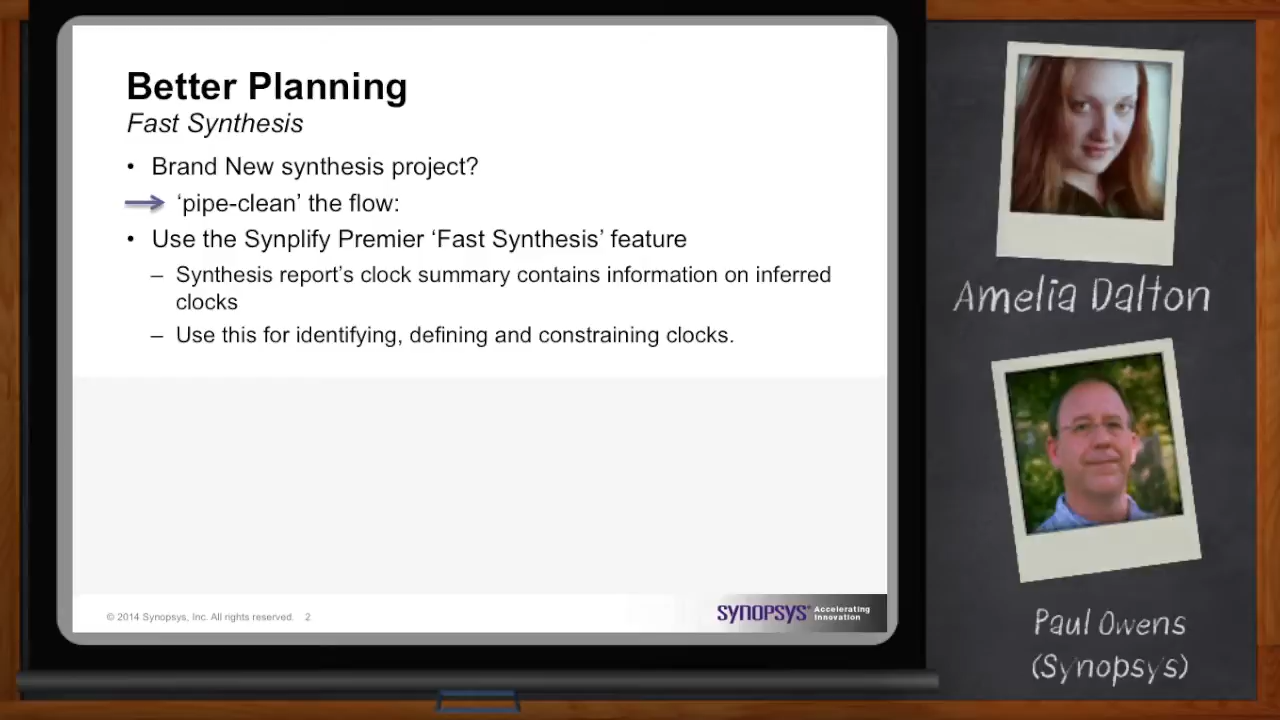 Better Planning
Fast Synthesis
• Brand New synthesis project?
‘pipe-clean’ the flow:
• Use the Synplify Premier ‘Fast Synthesis’ feature
– Synthesis report’s clock summary contains information on inferred
clocks
– Use this for identifying, defining and constraining clocks.
© 2014 Synopsys, Inc. All rights reserved. 2
SYNOPSYS®
Accelerating
Innovation
Amelia Dalton
Paul Owens
(Synopsys)